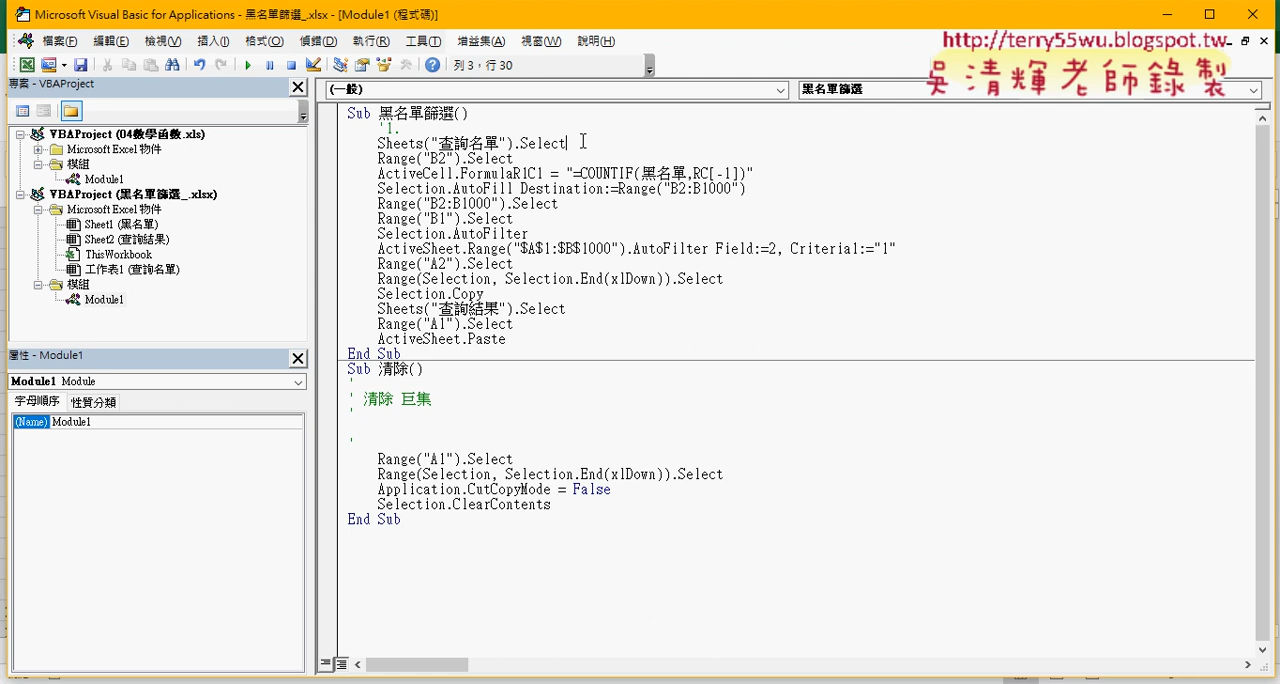 Microsoft Visual Basic for Applications - 黑名單篩選_.xlsx - [Module1 (程式碼)]
檔案(F) 編輯(E) 檢視(V) 插入(I) 格式(O) 偵錯(D) 執行(R) 工具(T) 增益集(A) 視窗(W) 說明(H)
http://terry55wu.blogspot.tw
吳清輝老師錄製
列 3，行 30
專案 - VBAProject
(一般)
黑名單篩選
VBAProject (04數學函數.xls)
Microsoft Excel 物件
模組
Module1
VBAProject (黑名單篩選_.xlsx)
Microsoft Excel 物件
Sheet1 (黑名單)
Sheet2 (查詢結果)
ThisWorkbook
工作表1 (查詢名單)
模組
Module1
屬性 - Module1
Module1 Module
字母順序 性質分類
(Name) Module1
Sub 黑名單篩選()
'1.
Sheets("查詢名單").Select
Range("B2").Select
ActiveCell.FormulaR1C1 = "=COUNTIF(黑名單,RC[-1])"
Selection.AutoFill Destination:=Range("B2:B1000")
Range("B2:B1000").Select
Range("B1").Select
Selection.AutoFilter
ActiveSheet.Range("$A$1:$B$1000").AutoFilter Field:=2, Criteria1:="1"
Range("A2").Select
Range(Selection, Selection.End(xlDown)).Select
Selection.Copy
Sheets("查詢結果").Select
Range("A1").Select
ActiveSheet.Paste
End Sub
Sub 清除()
'
' 清除 巨集
'
'
Range("A1").Select
Range(Selection, Selection.End(xlDown)).Select
Application.CutCopyMode = False
Selection.ClearContents
End Sub